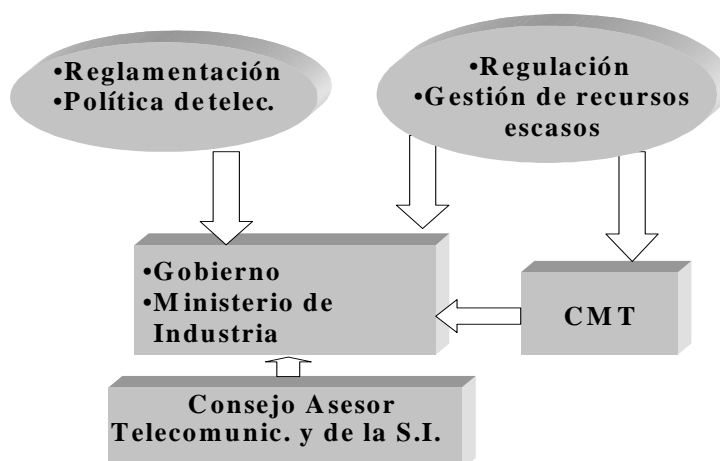 •Reglamentación
•Política detelec.
•Regulación
•Gestión de recursos
escasos
•Gobierno
•Ministerio de
Industria
CMT
Consejo Asesor
Telecomunic. y de la S.I.